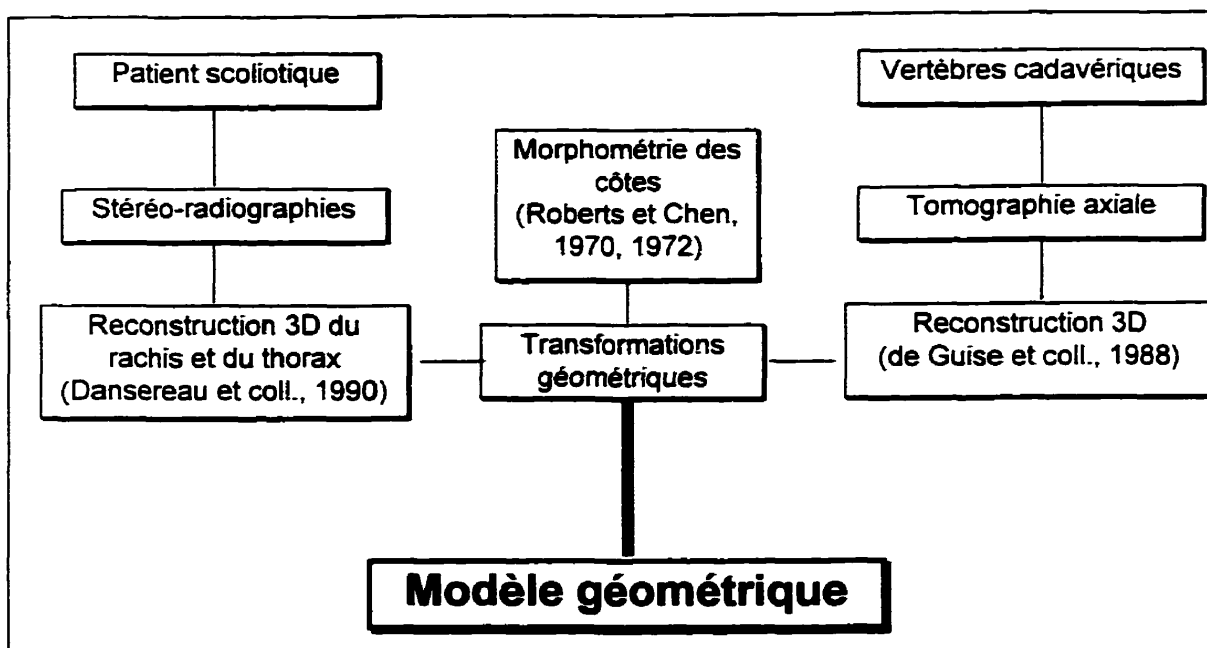 Patient scoliotique
Stéréo-radiographies
Reconstruction 3D du
rachis et du thorax
(Dansereau et coll., 1990)
Morphométrie des
côtes
(Roberts et Chen,
1970, 1972)
Transformations
géométriques
Vertèbres cadavériques
Tomographie axiale
Reconstruction 3D
(de Guise et coll., 1988)
Modèle géométrique